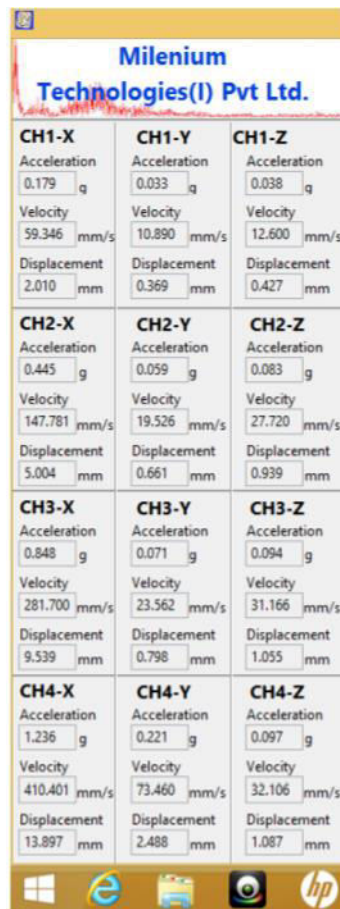 Milenium
Technologies(I) Pvt Ltd.
CH1-X CH1-Y CH1-Z
Acceleration Acceleration Acceleration
0.179 g 0.033 g 0.038 g
Velocity Velocity Velocity
59.346 mm/s 10.890 mm/s 12.600 mm/s
Displacement Displacement Displacement
2.010 mm 0.369 mm 0.427 mm
CH2-X CH2-Y CH2-Z
Acceleration Acceleration Acceleration
0.445 g 0.059 g 0.083 g
Velocity Velocity Velocity
147.781 mm/s 19.526 mm/s 27.720 mm/s
Displacement Displacement Displacement
5.004 mm 0.661 mm 0.939 mm
CH3-X CH3-Y CH3-Z
Acceleration Acceleration Acceleration
0.848 g 0.071 g 0.094 g
Velocity Velocity Velocity
281.700 mm/s 23.562 mm/s 31.166 mm/s
Displacement Displacement Displacement
9.539 mm 0.798 mm 1.055 mm
CH4-X CH4-Y CH4-Z
Acceleration Acceleration Acceleration
1.236 g 0.221 g 0.097 g
Velocity Velocity Velocity
410.401 mm/s 73.460 mm/s 32.106 mm/s
Displacement Displacement Displacement
13.897 mm 2.488 mm 1.087 mm
hp